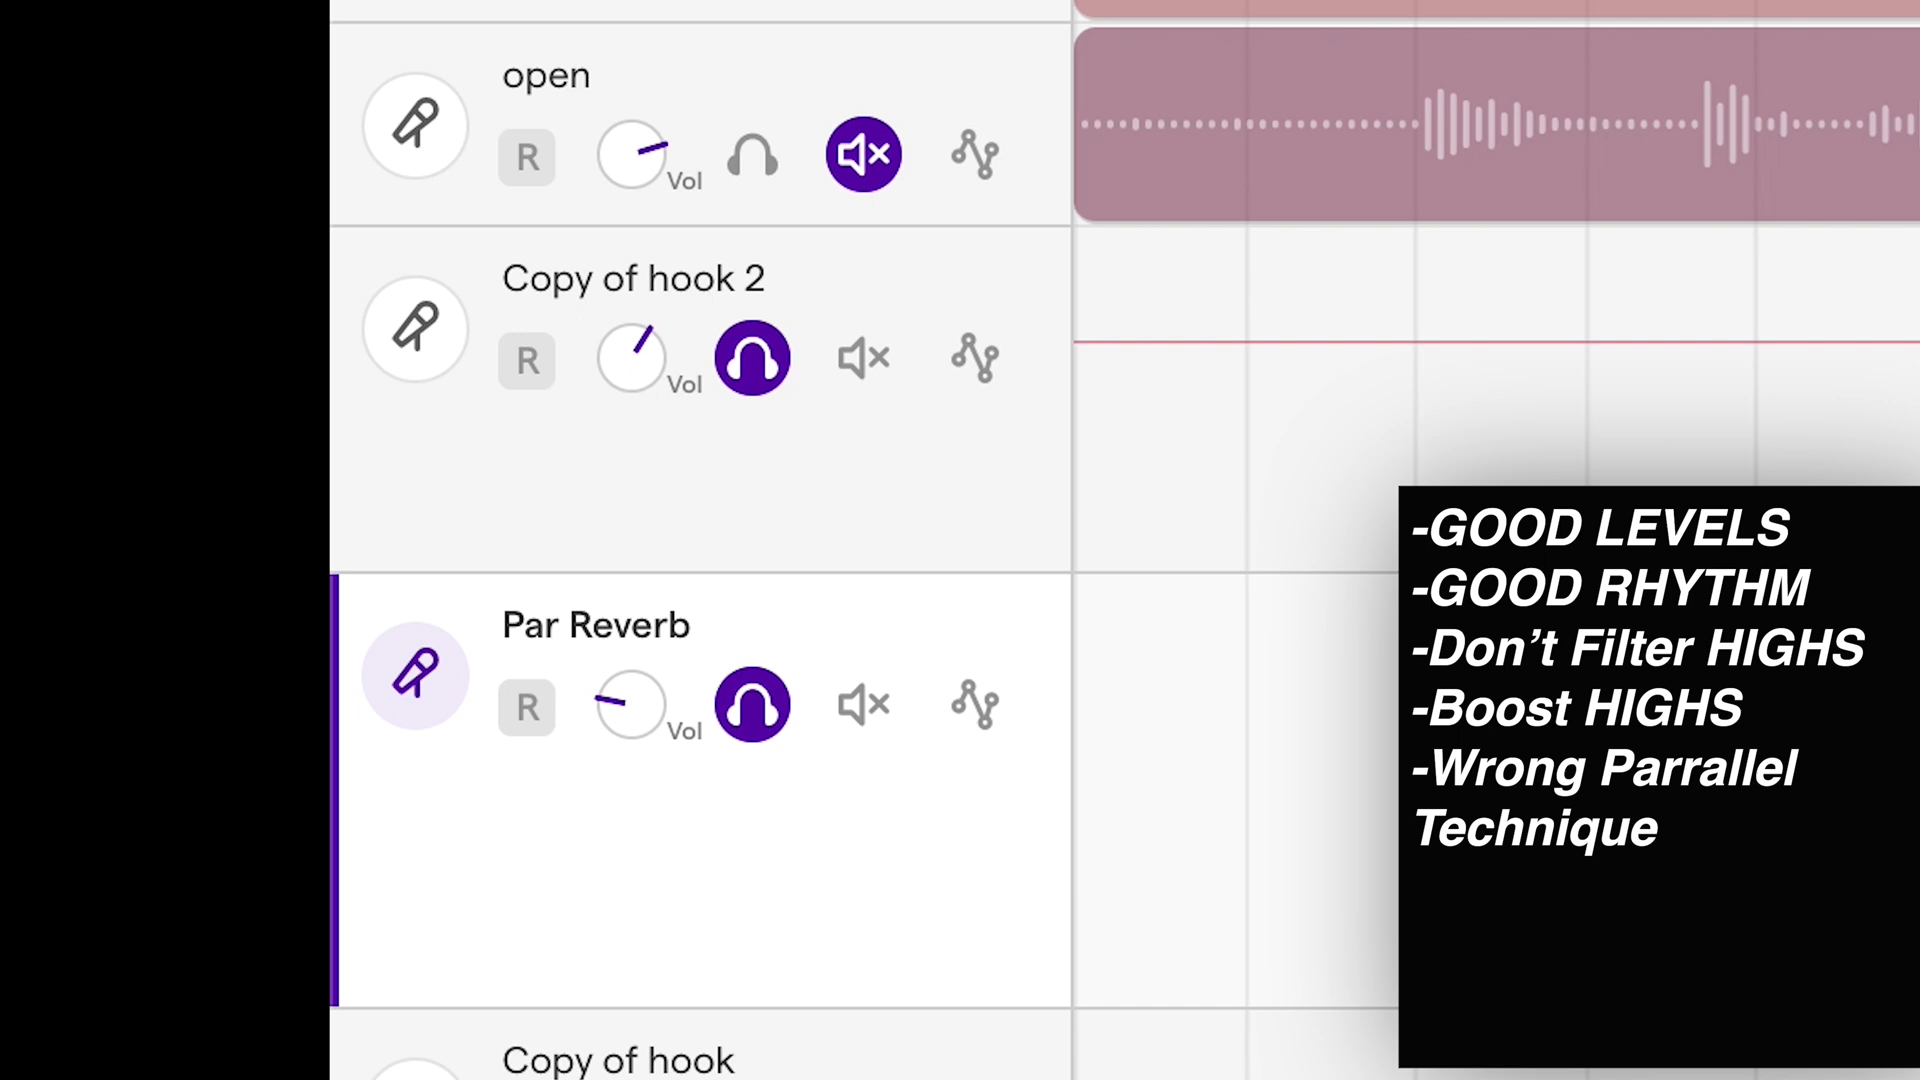 open
R
Vol
Copy of hook 2
R
Vol
Par Reverb
R
Vol
Copy of hook
-GOOD LEVELS
-GOOD RHYTHM
-Don’t Filter HIGHS
-Boost HIGHS
-Wrong Parrallel
Technique